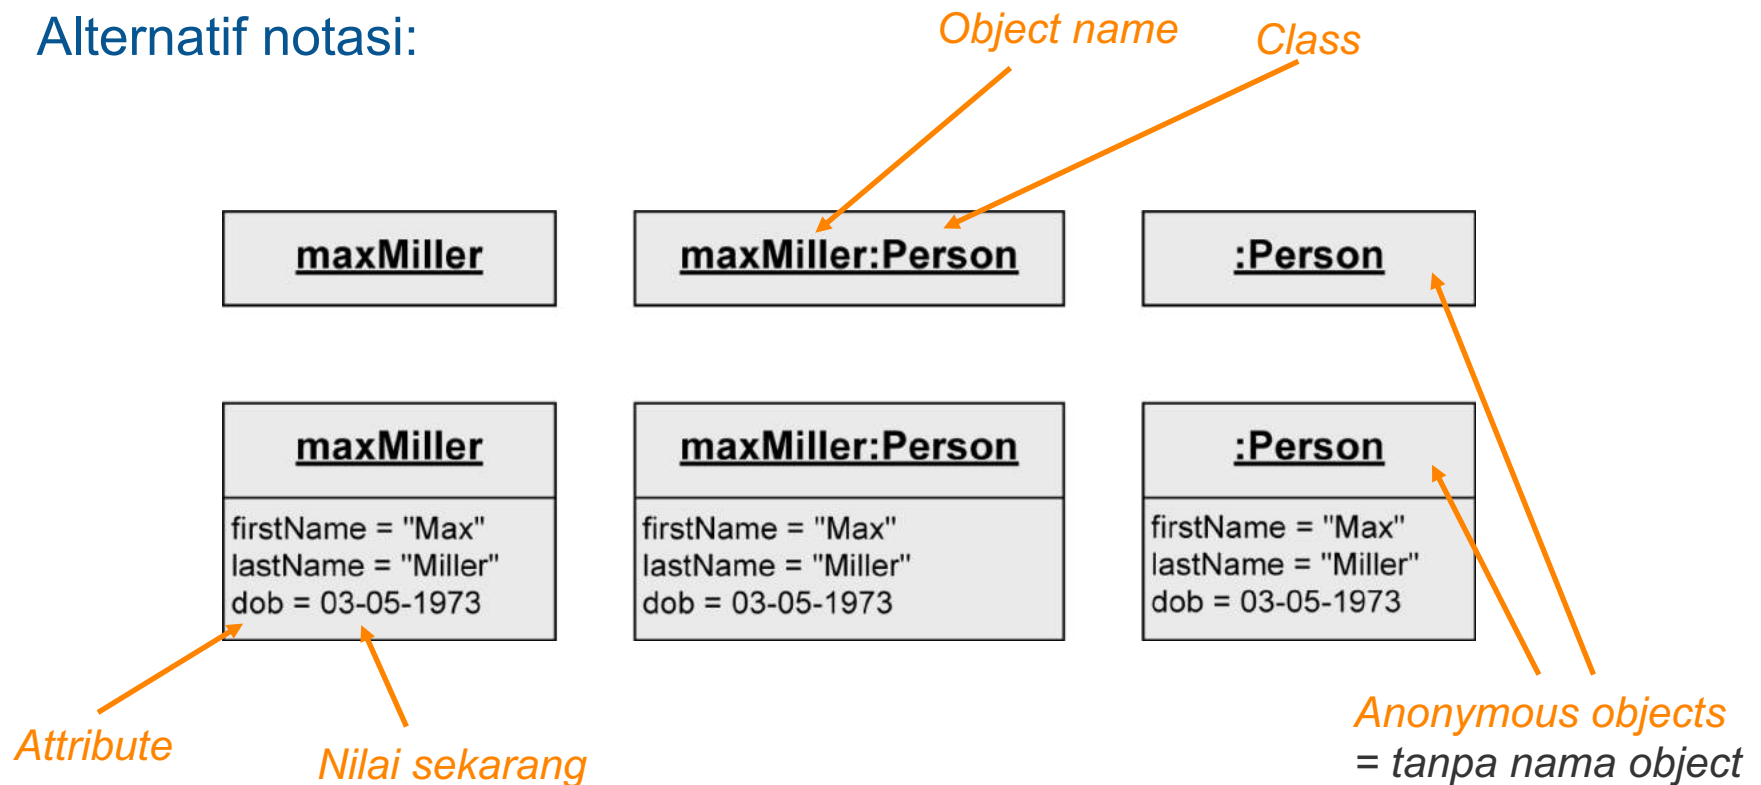 Alternatif notasi:
Object name
Class
maxMiller
maxMiller:Person
:Person
maxMiller
firstName = "Max"
lastName = "Miller"
dob = 03-05-1973
maxMiller:Person
firstName = "Max"
lastName = "Miller"
dob = 03-05-1973
:Person
firstName = "Max"
lastName = "Miller"
dob = 03-05-1973
Attribute
Nilai sekarang
Anonymous objects
= tanpa nama object